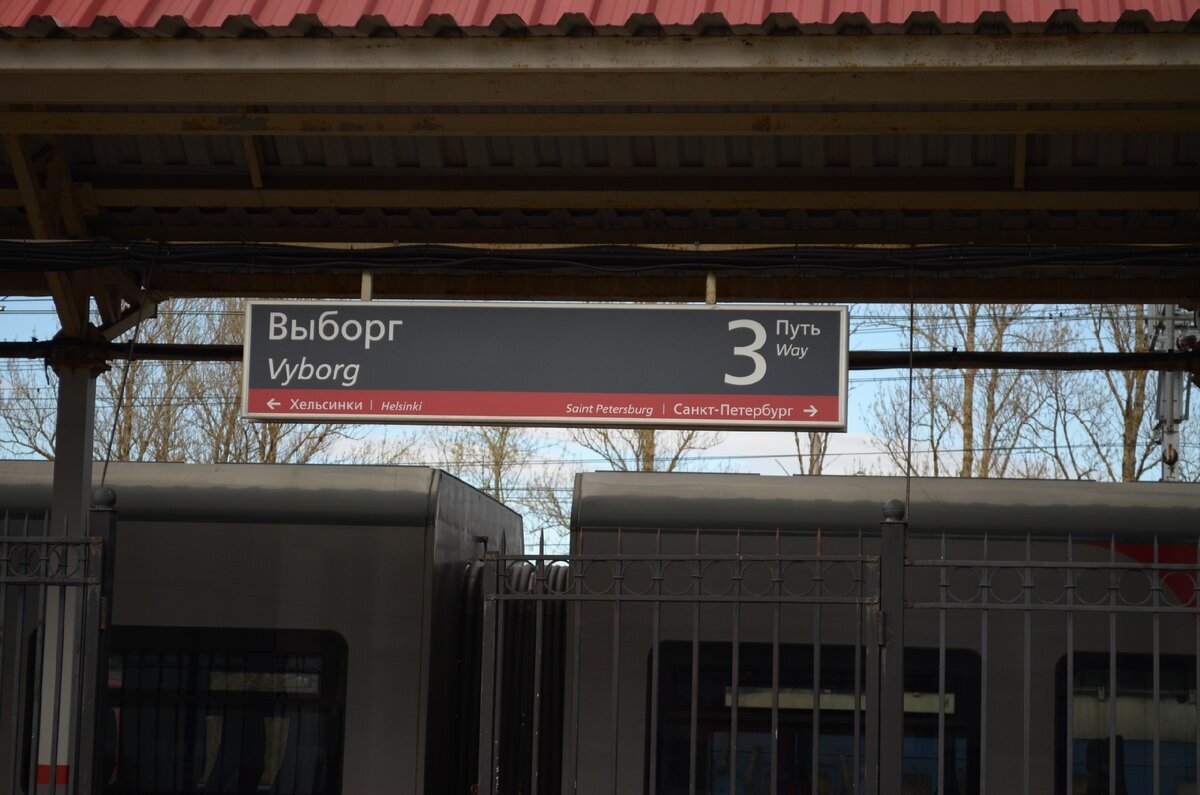 Выборг
Vyborg
3 Путь
Way
← Хельсинки | Helsinki
Saint Petersburg | Санкт-Петербург →